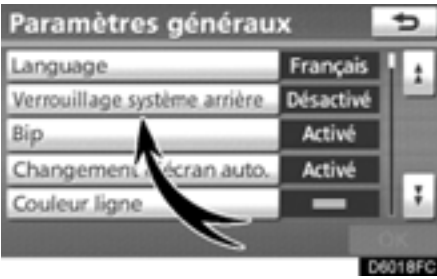 Paramètres généraux
Language Français
Verrouillage système arrière Désactivé
Bip Activé
Changement écran auto. Activé
Couleur ligne
OK
D6018FC